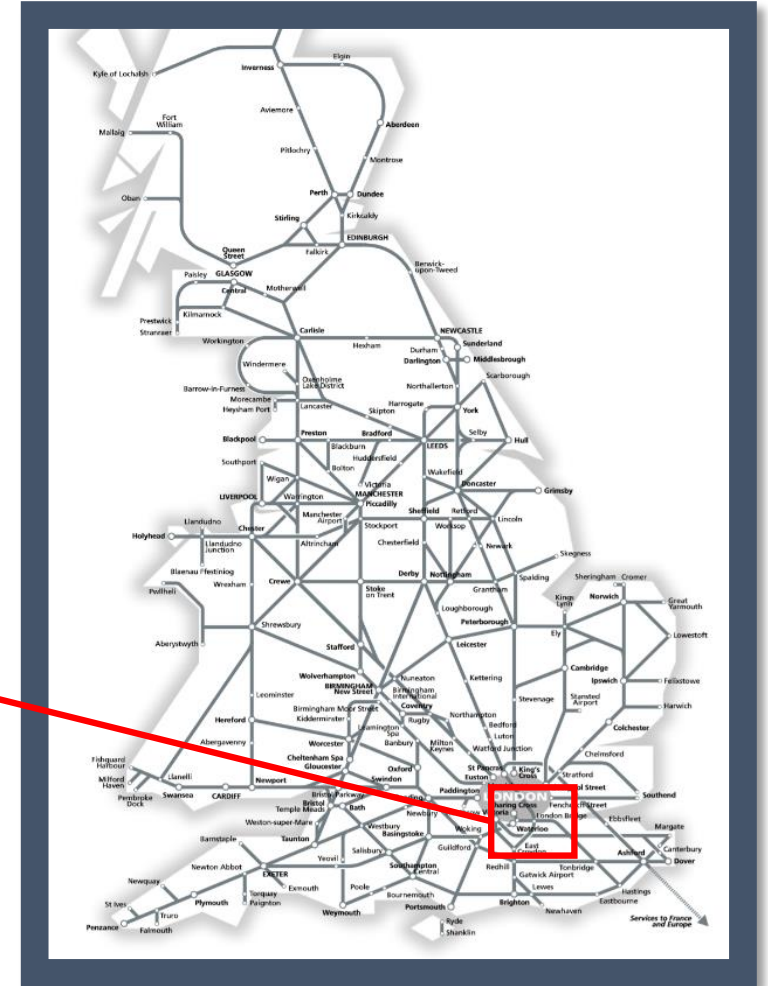 Elgin
Inverness
Kyle of Lochalsh
Aviemore
Fort
William
Mallaig
Aberdeen
Pitlochry
Montrose
Perth
Dundee
Oban
Stirling
Kirkcaldy
EDINBURGH
Queen
Street
Falkirk
Berwick-
upon-Tweed
Paisley
GLASGOW
Central
Motherwell
Kilmarnock
Prestwick
Stranraer
Carlisle
NEWCASTLE
Workington
Hexham
Durham
Sunderland
Darlington
Middlesbrough
Windermere
Scarborough
Oxenholme
Lake District
Barrow-in-Furness
Northallerton
Morecambe
Heysham Port
Lancaster
Harrogate
Skipton
York
Blackpool
Preston
Bradford
Selby
Hull
Blackburn
LEEDS
Huddersfield
Southport
Bolton
Wakefield
Wigan
Victoria
Doncaster
LIVERPOOL
Warrington
MANCHESTER
Piccadilly
Grimsby
Manchester
Airport
Sheffield
Retford
Llandudno
Chester
Stockport
Worksop
Lincoln
Holyhead
Llandudno
Junction
Altrincham
Chesterfield
Newark
Skegness
Blaenau Ffestiniog
Wrexham
Crewe
Derby
Nottingham
Pwllheli
Stoke
on Trent
Grantham
Spalding
Sheringham
Cromer
Kings
Lynn
Norwich
Great
Yarmouth
Loughborough
Shrewsbury
Peterborough
Ely
Lowestoft
Aberystwyth
Stafford
Leicester
Wolverhampton
Cambridge
BIRMINGHAM
New Street
Nuneaton
Kettering
Ipswich
Felixstowe
Birmingham
International
Leominster
Stevenage
Stansted
Airport
Harwich
Birmingham Moor Street
Coventry
Kidderminster
Rugby
Northampton
Hereford
Leamington
Spa
Bedford
Colchester
Abergavenny
Worcester
Banbury
Milton
Keynes
Luton
Watford Junction
Chelmsford
Cheltenham Spa
Gloucester
Oxford
St Pancras
King's
Cross
Euston
Stratford
Fishguard
Harbour
Llanelli
Newport
Swindon
Paddington
Milford
Haven
Pembroke
Dock
Swansea
CARDIFF
Bristol Parkway
LONDON
Southend
Bristol
Temple Meads
Bath
Fenchurch Street
Newbury
London Bridge
Ebbsfleet
Weston-super-Mare
Waterloo
Margate
Barnstaple
Taunton
Westbury
Basingstoke
Woking
East
Canterbury
Salisbury
Guildford
Ashford
Dover
Newton Abbot
Yeovil
Southampton
Central
Redhill
Tonbridge
Gatwick Airport
EXETER
Newquay
Exmouth
Poole
Lewes
Hastings
Torquay
Paignton
Bournemouth
Eastbourne
St Ives
Plymouth
Weymouth
Portsmouth
Brighton
Newhaven
Truro
Ryde
Services to France
and Europe
Penzance
Falmouth
Shanklin